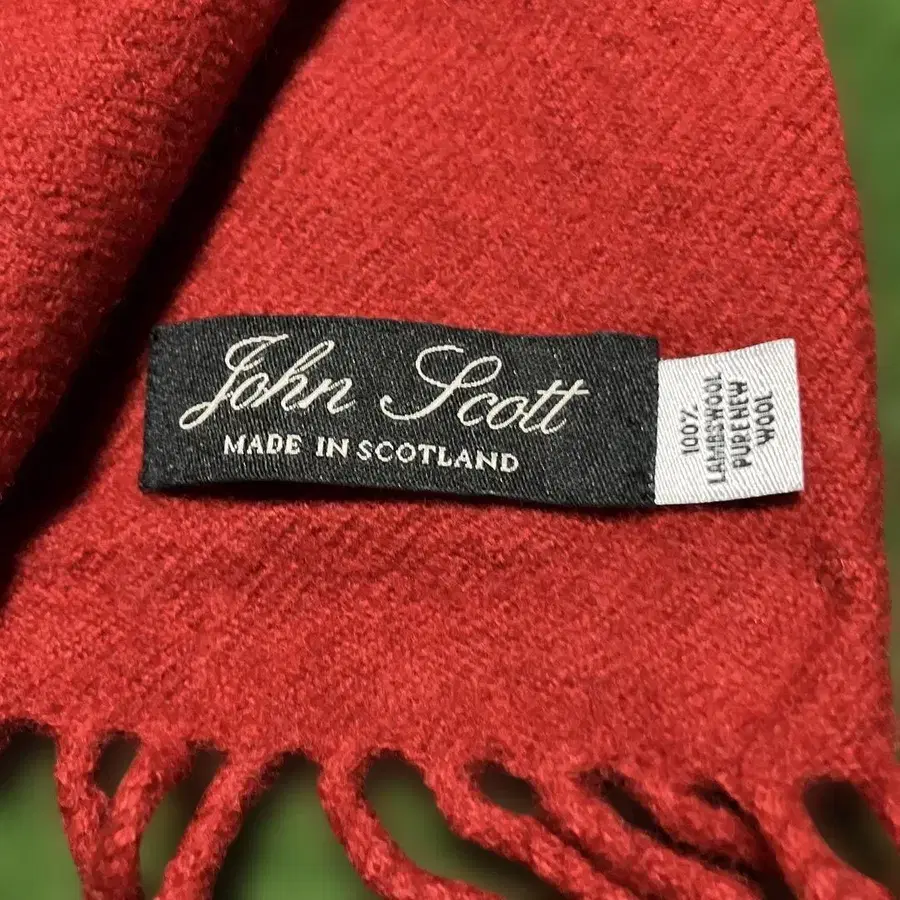 John Scott
MADE IN SCOTLAND
100%
LAMBSWOOL
PURE NEW
WOOL